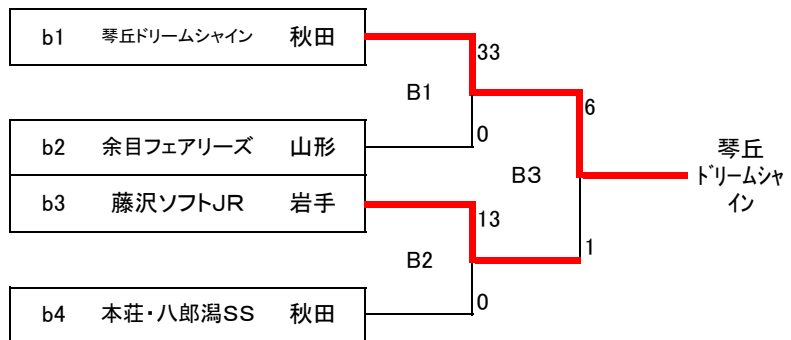 b1 琴丘ドリームシャイン 秋田
33
B1
6
0
b2 余目フェアリーズ 山形
琴丘
ドリームシャ
イン
B3
b3 藤沢ソフトJR 岩手
13
1
B2
0
b4 本荘・八郎潟SS 秋田